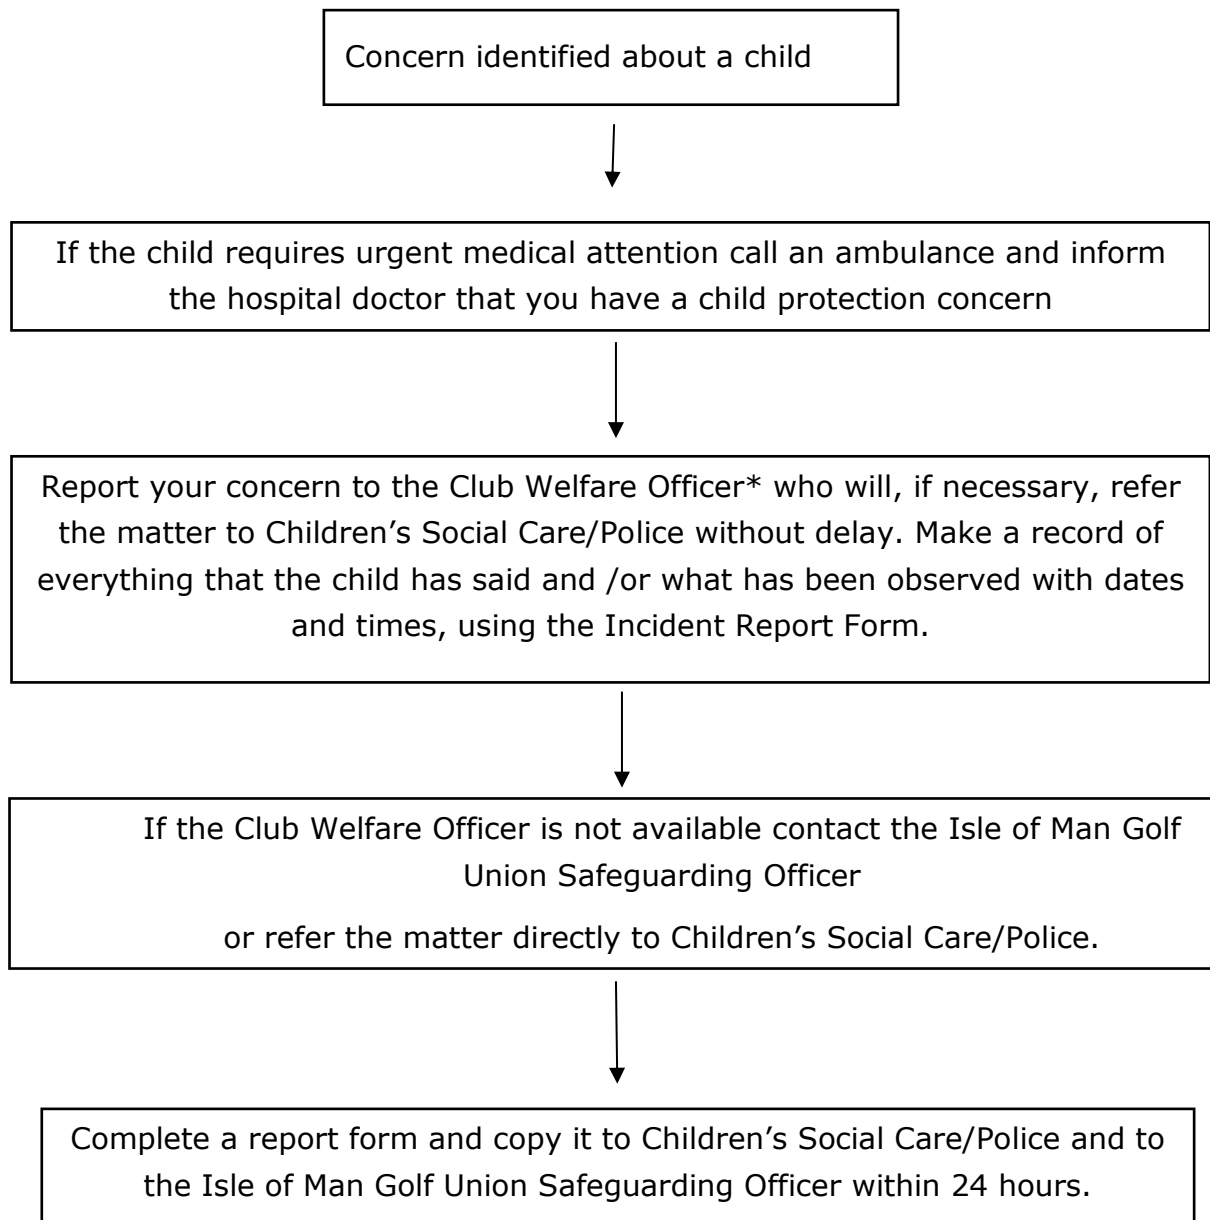 Concern identified about a child
If the child requires urgent medical attention call an ambulance and inform
the hospital doctor that you have a child protection concern
Report your concern to the Club Welfare Officer* who will, if necessary, refer
the matter to Children’s Social Care/Police without delay. Make a record of
everything that the child has said and /or what has been observed with dates
and times, using the Incident Report Form.
If the Club Welfare Officer is not available contact the Isle of Man Golf
Union Safeguarding Officer
or refer the matter directly to Children’s Social Care/Police.
Complete a report form and copy it to Children’s Social Care/Police and to
the Isle of Man Golf Union Safeguarding Officer within 24 hours.